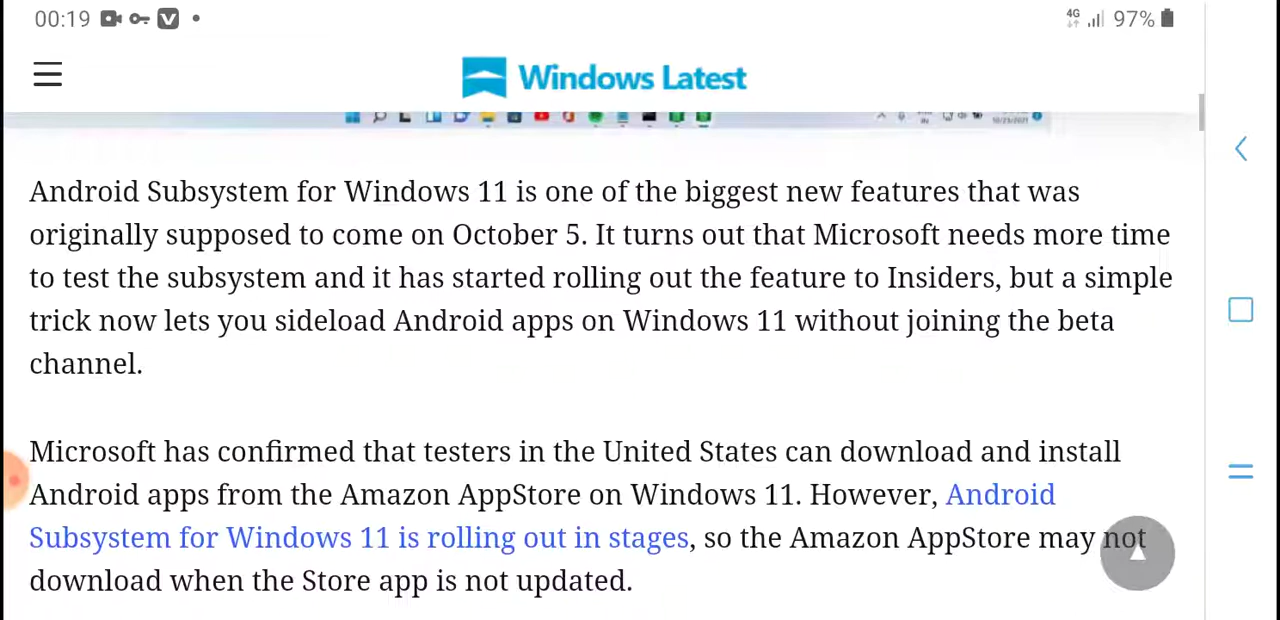 00:19
4G 97%
Windows Latest
Android Subsystem for Windows 11 is one of the biggest new features that was
originally supposed to come on October 5. It turns out that Microsoft needs more time
to test the subsystem and it has started rolling out the feature to Insiders, but a simple
trick now lets you sideload Android apps on Windows 11 without joining the beta
channel.
Microsoft has confirmed that testers in the United States can download and install
Android apps from the Amazon AppStore on Windows 11. However, Android
Subsystem for Windows 11 is rolling out in stages, so the Amazon AppStore may not
download when the Store app is not updated.